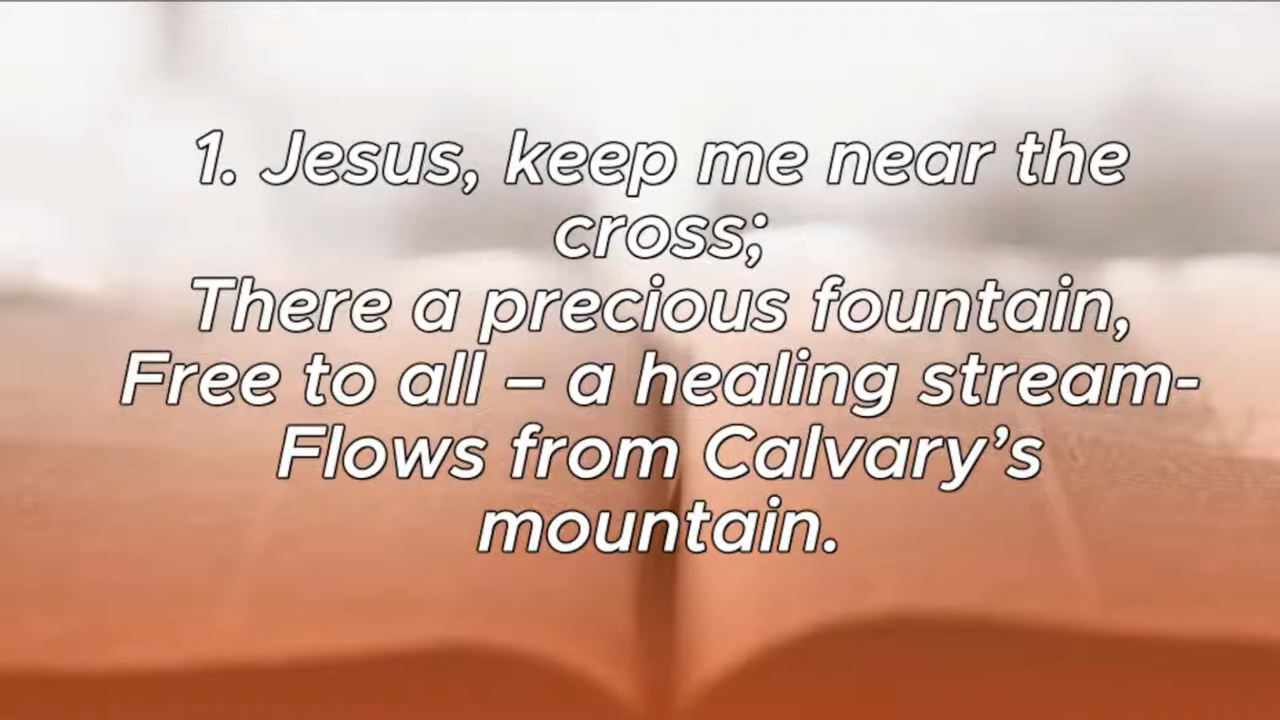 1. Jesus, keep me near the
cross;
There a precious fountain,
Free to all – a healing stream-
Flows from Calvary’s
mountain.